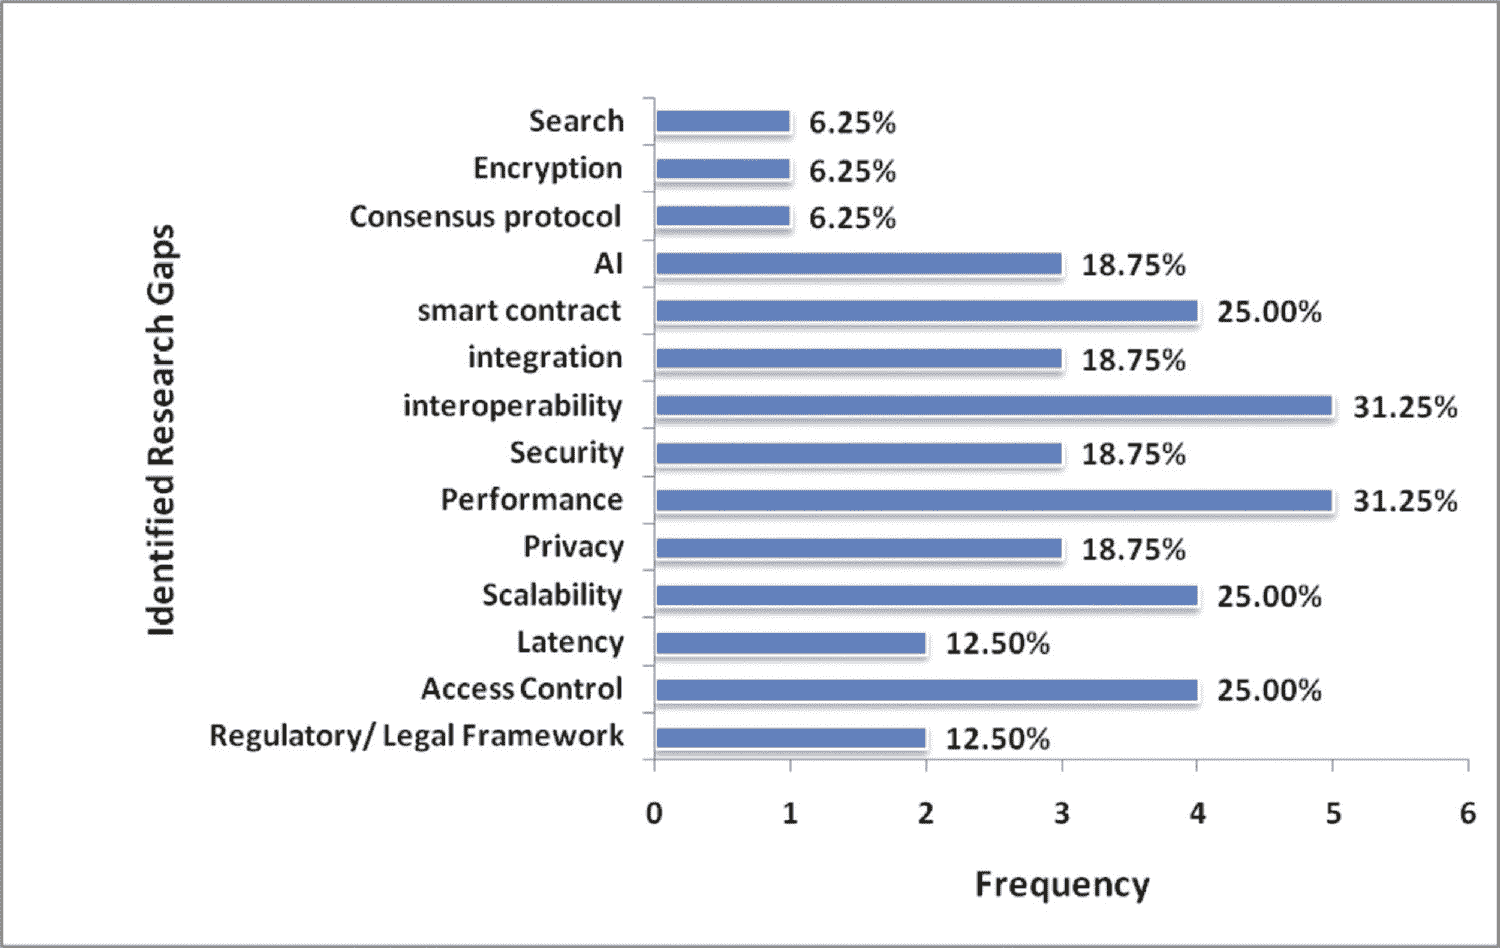 Identified Research Gaps
Search 6.25%
Encryption 6.25%
Consensus protocol 6.25%
AI 18.75%
smart contract 25.00%
integration 18.75%
interoperability 31.25%
Security 18.75%
Performance 31.25%
Privacy 18.75%
Scalability 25.00%
Latency 12.50%
Access Control 25.00%
Regulatory/ Legal Framework 12.50%
0 1 2 3 4 5 6
Frequency